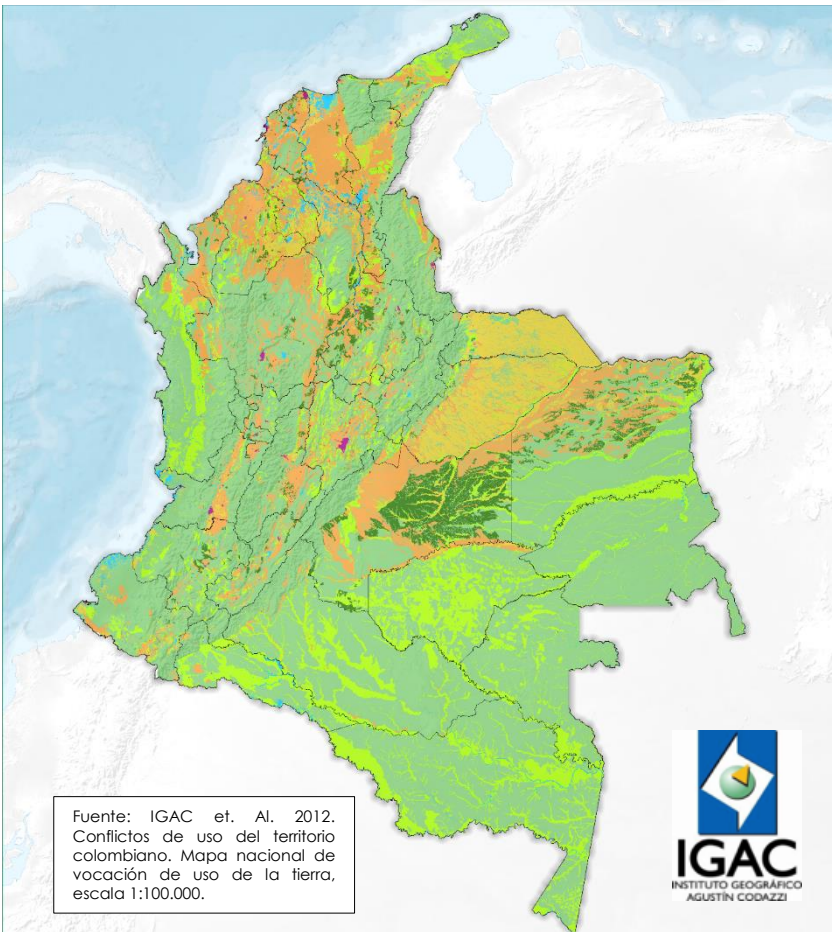 Fuente: IGAC et. Al. 2012.
Conflictos de uso del territorio
colombiano. Mapa nacional de
vocación de uso de la tierra,
escala 1:100.000.
IGAC
INSTITUTO GEOGRÁFICO
AGUSTÍN CODAZZI